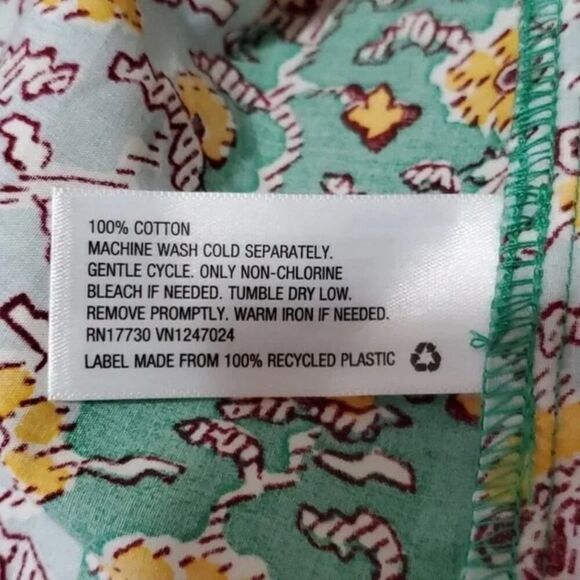 100% COTTON
MACHINE WASH COLD SEPARATELY.
GENTLE CYCLE. ONLY NON-CHLORINE
BLEACH IF NEEDED. TUMBLE DRY LOW.
REMOVE PROMPTLY. WARM IRON IF NEEDED.
RN17730 VN1247024
LABEL MADE FROM 100% RECYCLED PLASTIC